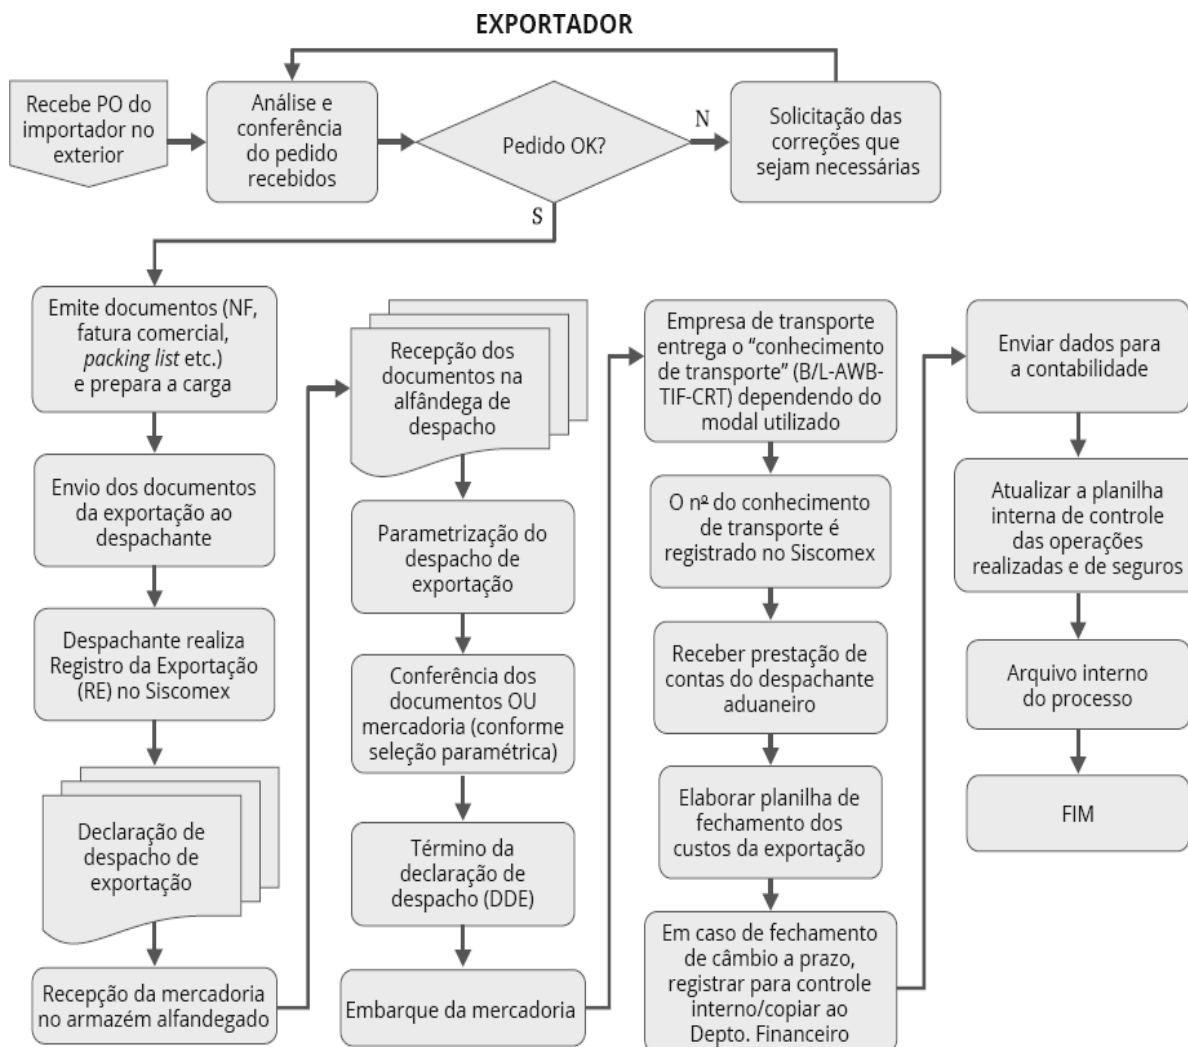 EXPORTADOR
Recebe PO do
importador no
exterior
Análise e
conferência
do pedido
recebidos
Pedido OK?
N
Solicitação das
correções que
sejam necessárias
S
Emite documentos (NF,
fatura comercial,
packing list etc.)
e prepara a carga
Envio dos documentos
da exportação ao
despachante
Despachante realiza
Registro da Exportação
(RE) no Siscomex
Declaração de
despacho de
exportação
Recepção da mercadoria
no armazém alfandegado
Recepção dos
documentos na
alfândega de
despacho
Parametrização do
despacho de
exportação
Conferência dos
documentos OU
mercadoria (conforme
seleção paramétrica)
Término da
declaração de
despacho (DDE)
Embarque da mercadoria
Empresa de transporte
entrega o “conhecimento
de transporte” (B/L-AWB-
TIF-CRT) dependendo do
modal utilizado
O nº do conhecimento
de transporte é
registrado no Siscomex
Receber prestação de
contas do despachante
aduaneiro
Elaborar planilha de
fechamento dos
custos da exportação
Em caso de fechamento
de câmbio a prazo,
registrar para controle
interno/copiar ao
Depto. Financeiro
Enviar dados para
a contabilidade
Atualizar a planilha
interna de controle
das operações
realizadas e de seguros
Arquivo interno
do processo
FIM